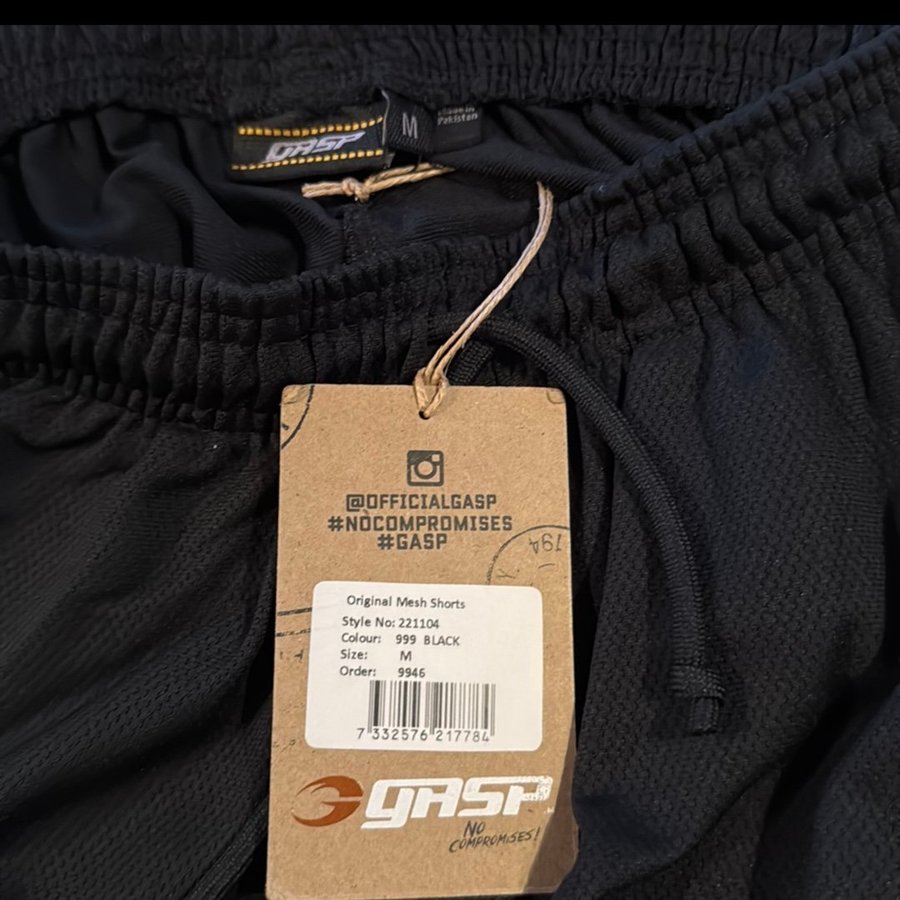 GASP
M
Made in
Pakistan
@OFFICIALGASP
#NOCOMPROMISES
#GASP
794
Original Mesh Shorts
Style No: 221104
Colour: 999 BLACK
Size: M
Order: 9946
7 332576 217784
GASP
NO
COMPROMISES!